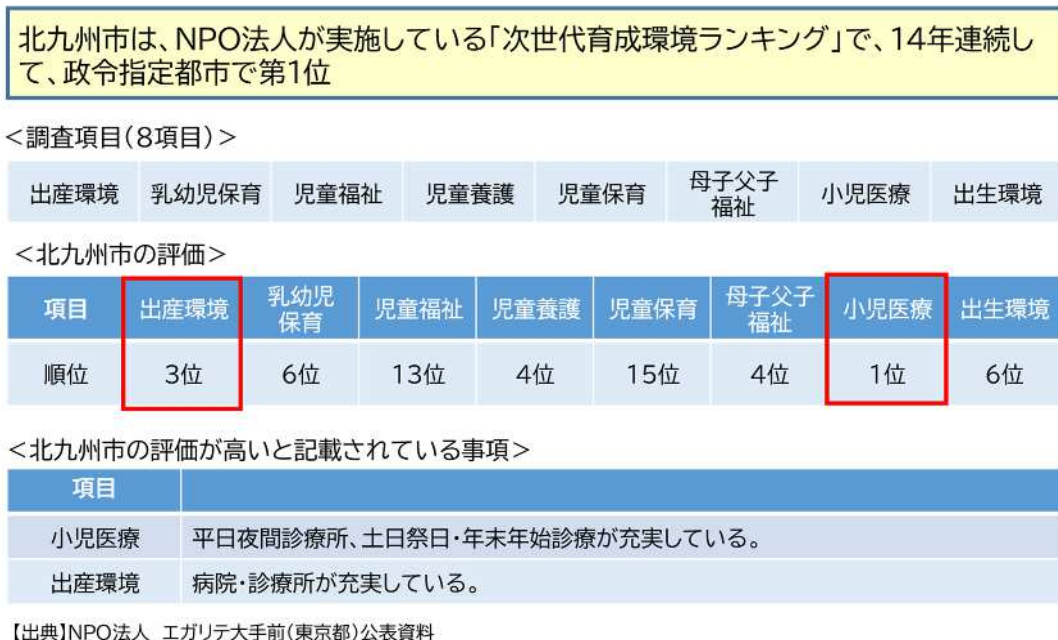 北九州市は、NPO法人が実施している「次世代育成環境ランキング」で、14年連続し
て、政令指定都市で第1位
＜調査項目(8項目)＞
出産環境 乳幼児保育 児童福祉 児童養護 児童保育 母子父子福祉 小児医療 出生環境
＜北九州市の評価＞
項目 出産環境 乳幼児保育 児童福祉 児童養護 児童保育 母子父子福祉 小児医療 出生環境
順位 3位 6位 13位 4位 15位 4位 1位 6位
＜北九州市の評価が高いと記載されている事項＞
項目
小児医療 平日夜間診療所、土日祭日・年末年始診療が充実している。
出産環境 病院・診療所が充実している。
【出典】NPO法人 エガリテ大手前(東京都)公表資料